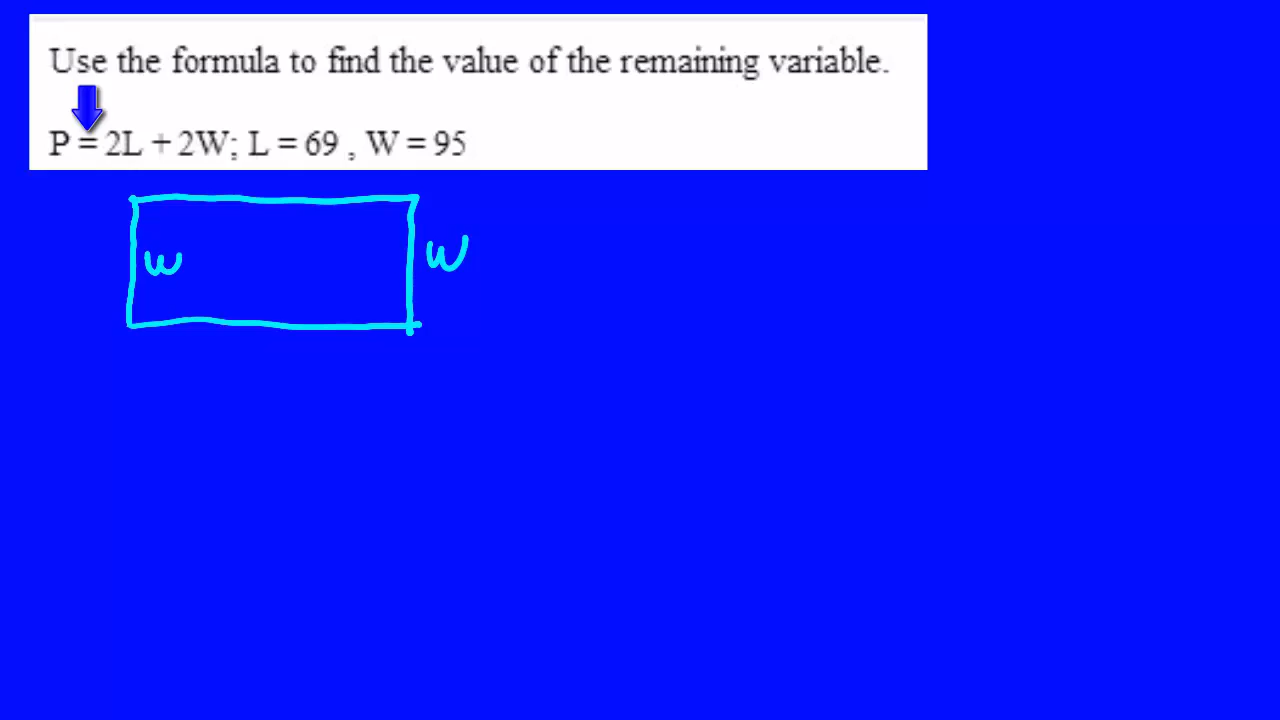 Use the formula to find the value of the remaining variable.
P = 2L + 2W; L = 69 , W = 95
w W